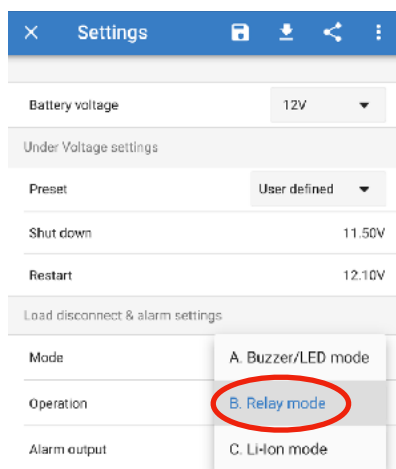 Settings
Battery voltage 12V
Under Voltage settings
Preset User defined
Shut down 11.50V
Restart 12.10V
Load disconnect & alarm settings
Mode A. Buzzer/LED mode
Operation B. Relay mode
Alarm output C. Li-Ion mode